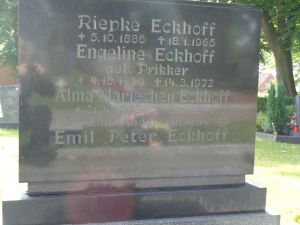 Riepke Eckhoff
* 5.10.1886 † 18.1.1965
Engeline Eckhoff
geb. Prikker
* 4.10.1890 † 14.3.1972
Alma Mariechen Eckhoff
Emil Peter Eckhoff